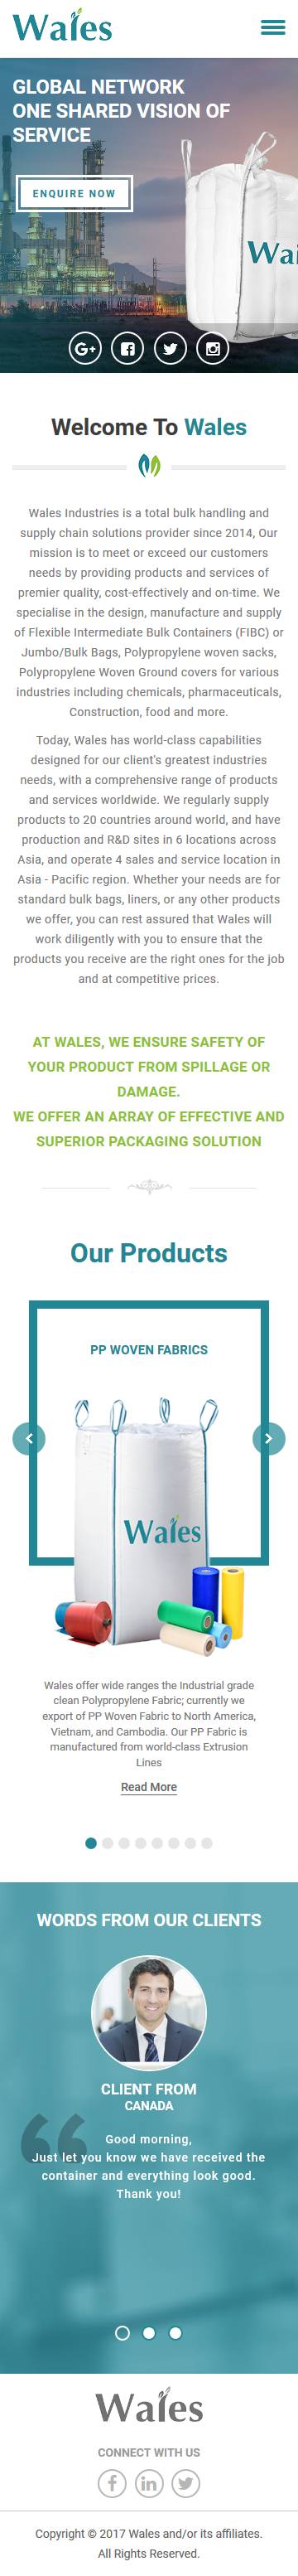 Wales
GLOBAL NETWORK
ONE SHARED VISION OF
SERVICE
ENQUIRE NOW
G+
Welcome To Wales
Wales Industries is a total bulk handling and
supply chain solutions provider since 2014, Our
mission is to meet or exceed our customers
needs by providing products and services of
premier quality, cost-effectively and on-time. We
specialise in the design, manufacture and supply
of Flexible Intermediate Bulk Containers (FIBC) or
Jumbo/Bulk Bags, Polypropylene woven sacks,
Polypropylene Woven Ground covers for various
industries including chemicals, pharmaceuticals,
Construction, food and more.
Today, Wales has world-class capabilities
designed for our client's greatest industries
needs, with a comprehensive range of products
and services worldwide. We regularly supply
products to 20 countries around world, and have
production and R&D sites in 6 locations across
Asia, and operate 4 sales and service location in
Asia - Pacific region. Whether your needs are for
standard bulk bags, liners, or any other products
we offer, you can rest assured that Wales will
work diligently with you to ensure that the
products you receive are the right ones for the job
and at competitive prices.
AT WALES, WE ENSURE SAFETY OF
YOUR PRODUCT FROM SPILLAGE OR
DAMAGE.
WE OFFER AN ARRAY OF EFFECTIVE AND
SUPERIOR PACKAGING SOLUTION
Our Products
PP WOVEN FABRICS
Wales
Wales offer wide ranges the Industrial grade
clean Polypropylene Fabric; currently we
export of PP Woven Fabric to North America,
Vietnam, and Cambodia. Our PP Fabric is
manufactured from world-class Extrusion
Lines
Read More
WORDS FROM OUR CLIENTS
CLIENT FROM
CANADA
Good morning,
Just let you know we have received the
container and everything look good.
Thank you!
Wales
CONNECT WITH US
Copyright © 2017 Wales and/or its affiliates.
All Rights Reserved.